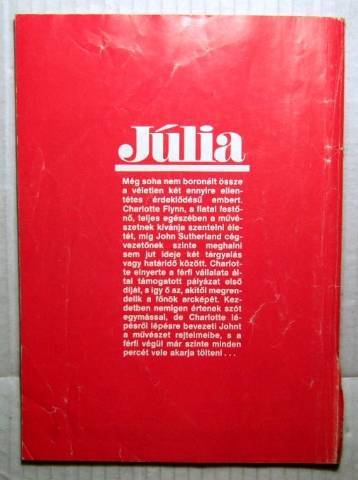 Júlia
Még soha nem boronált össze
a véletlen két ennyire ellen-
tétes érdeklődésű embert.
Charlotte Flynn, a fiatal festő-
nő, teljes egészében a művé-
szetnek kívánja szentelni éle-
tét, míg John Sutherland cég-
vezetőnek szinte meghalni
sem jut ideje két tárgyalás
vagy határidő között. Charlot-
te elnyerte a férfi vállalata ál-
tal támogatott pályázat első
díját, a így ő az, akitől megren-
delik a főnök arcképét. Kez-
detben nemigen értenek szót
egymással, de Charlotte lé-
pésről lépésre bevezeti Johnt
a művészet rejtelmeibe, s a
férfi végül már szinte minden
percét vele akarja tölteni . . .